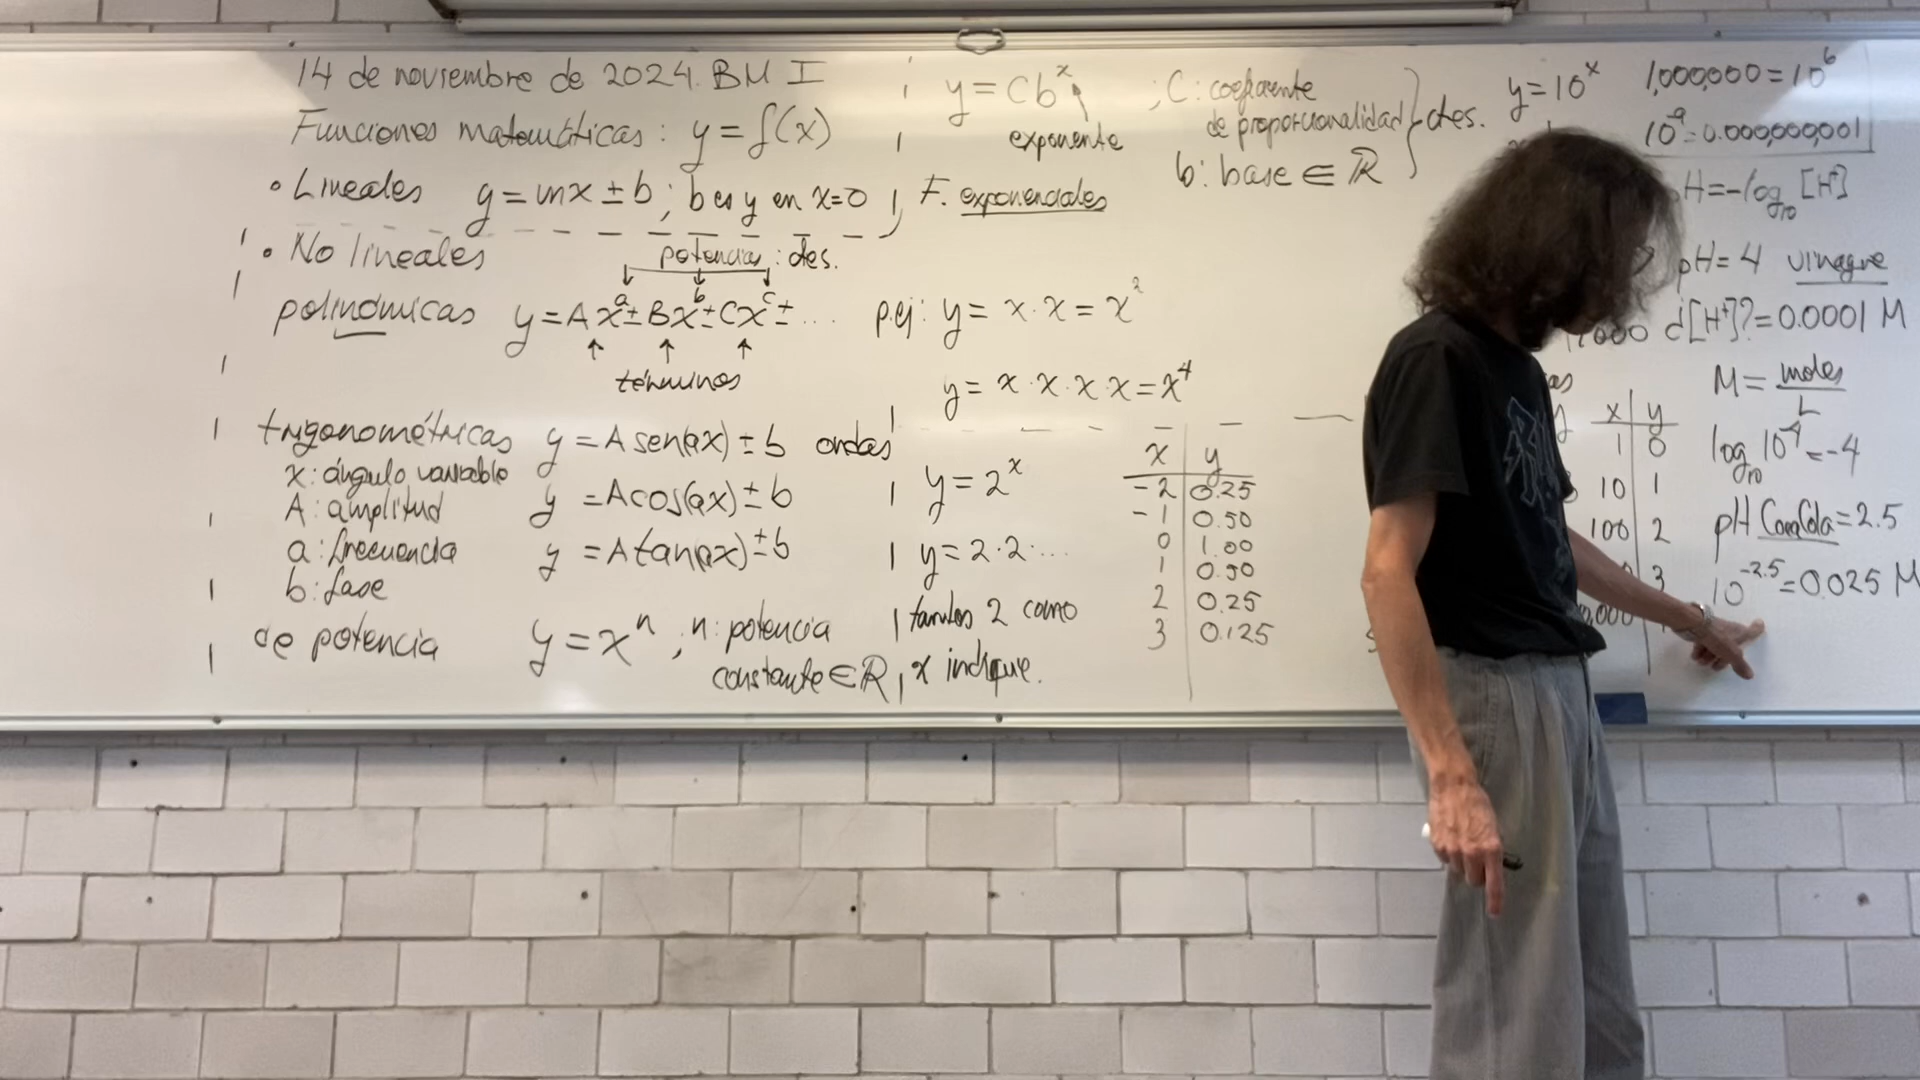 14 de noviembre de 2024. BM I
Funciones matemáticas: y = f(x)
• Lineales y = mx ± b ; b es y en x=0
• No lineales
potencias : ctes.
polinómicas y = Ax^a ± Bx^b ± Cx^c ± ...
términos
trigonométricas y = A sen(ax) ± b ondas
x: ángulo variable
A: amplitud y = A cos(ax) ± b
a: frecuencia y = A tan(ax) ± b
b: fase
de potencia y = x^n ; n: potencia
constante ∈ ℝ
y = Cb^x
exponente
; C: coeficiente
de proporcionalidad
b: base ∈ ℝ
ctes.
F. exponenciales
p.ej: y = x · x = x^2
y = x · x · x · x = x^4
y = 2^x
y = 2·2·...
tantos 2 como
x indique.
x | y
-2 | 0.25
-1 | 0.50
0 | 1.00
1 | 0.50
2 | 0.25
3 | 0.125
y = 10^x
1,000,000 = 10^6
10^-9 = 0.000,000,001
pH = -log10 [H+]
pH = 4 vinagre
¿[H+]? = 0.0001 M
M = moles / L
x | y
1 | 0
10 | 1
100 | 2
3
log10 10^-4 = -4
pH CocaCola = 2.5
10^-2.5 = 0.025 M